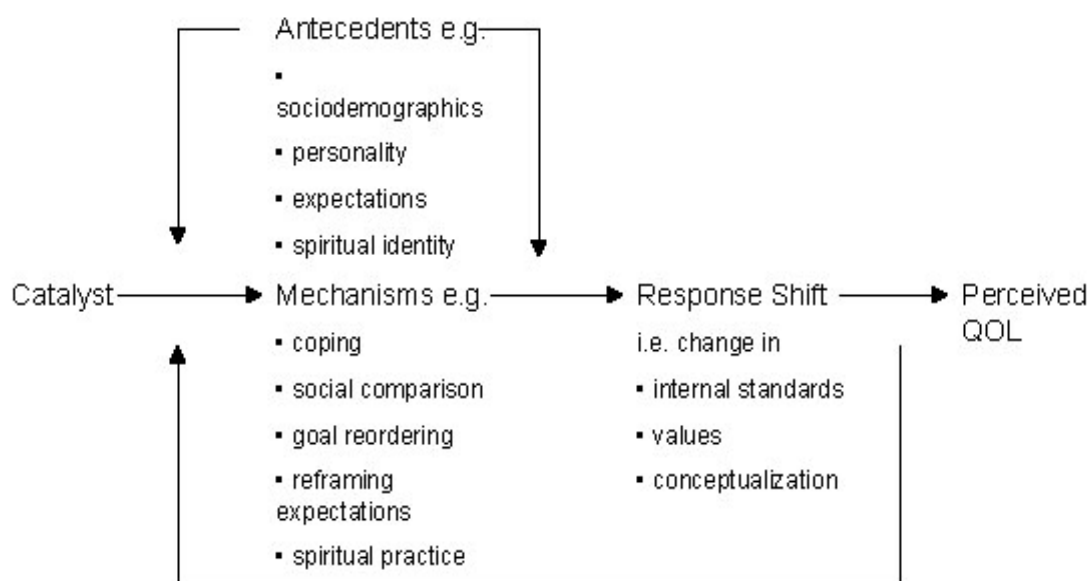 Antecedents e.g.
▪
sociodemographics
▪ personality
▪ expectations
▪ spiritual identity
Catalyst
Mechanisms e.g.
▪ coping
▪ social comparison
▪ goal reordering
▪ reframing
expectations
▪ spiritual practice
Response Shift
i.e. change in
▪ internal standards
▪ values
▪ conceptualization
Perceived
QOL